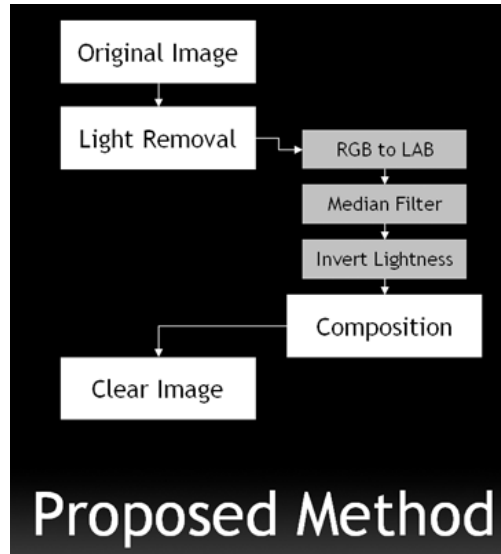 Original Image
Light Removal
RGB to LAB
Median Filter
Invert Lightness
Composition
Clear Image
Proposed Method